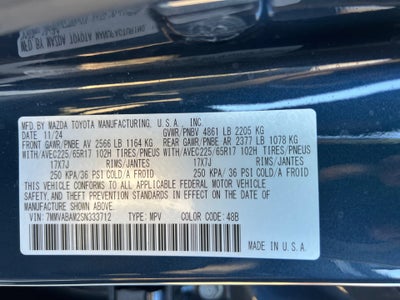 MFD. BY MAZDA TOYOTA MANUFACTURING, U.S.A., INC.
DATE: 11/24 GVWR/PNBV 4861 LB 2205 KG
FRONT GAWR/PNBE AV 2566 LB 1164 KG REAR GAWR/PNBE AR 2377 LB 1078 KG
WITH/AVEC225/65R17 102H TIRES/PNEUS WITH/AVEC225/65R17 102H TIRES/PNEUS
17X7J RIMS/JANTES 17X7J RIMS/JANTES
250 KPA/36 PSI COLD/A FROID 250 KPA/36 PSI COLD/A FROID
THIS VEHICLE CONFORMS TO ALL APPLICABLE FEDERAL MOTOR VEHICLE
SAFETY, AND THEFT PREVENTION STANDARDS IN EFFECT ON THE DATE OF
MANUFACTURE SHOWN ABOVE.
VIN: 7MMVABAM2SN333712 TYPE: MPV COLOR CODE: 48B
MADE IN U.S.A.